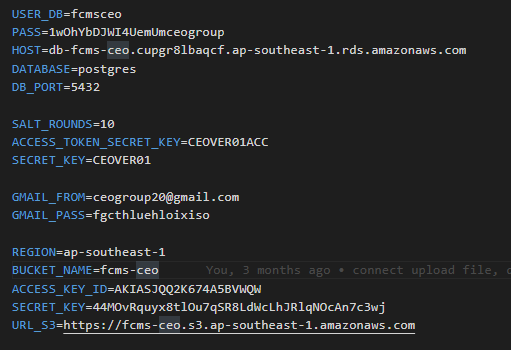 USER_DB=fcmsceo
PASS=1wOhYbDJWI4UemUmceogroup
HOST=db-fcms-ceo.cupgr8lbaqcf.ap-southeast-1.rds.amazonaws.com
DATABASE=postgres
DB_PORT=5432
SALT_ROUNDS=10
ACCESS_TOKEN_SECRET_KEY=CEOVER01ACC
SECRET_KEY=CEOVER01
GMAIL_FROM=ceogroup20@gmail.com
GMAIL_PASS=fgcthluehloixiso
REGION=ap-southeast-1
BUCKET_NAME=fcms-ceo You, 3 months ago • connect upload file,
ACCESS_KEY_ID=AKIASJQQ2K674A5BVWQW
SECRET_KEY=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
URL_S3=https://fcms-ceo.s3.ap-southeast-1.amazonaws.com